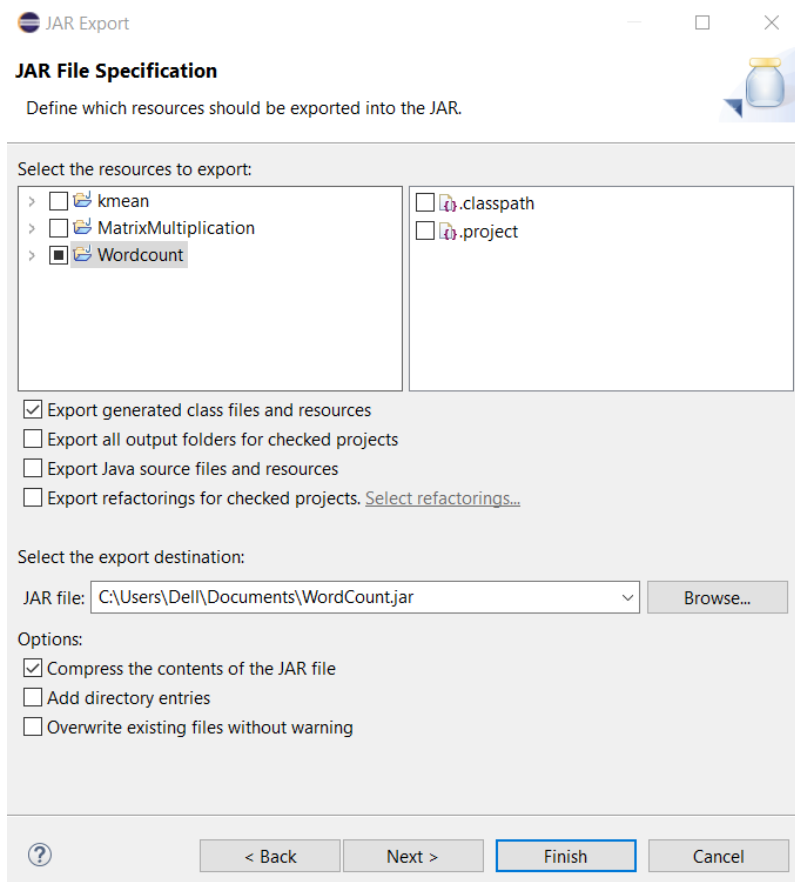 JAR Export
JAR File Specification
Define which resources should be exported into the JAR.
Select the resources to export:
kmean
MatrixMultiplication
Wordcount
.classpath
.project
Export generated class files and resources
Export all output folders for checked projects
Export Java source files and resources
Export refactorings for checked projects. Select refactorings...
Select the export destination:
JAR file: C:\Users\Dell\Documents\WordCount.jar Browse...
Options:
Compress the contents of the JAR file
Add directory entries
Overwrite existing files without warning
? < Back Next > Finish Cancel